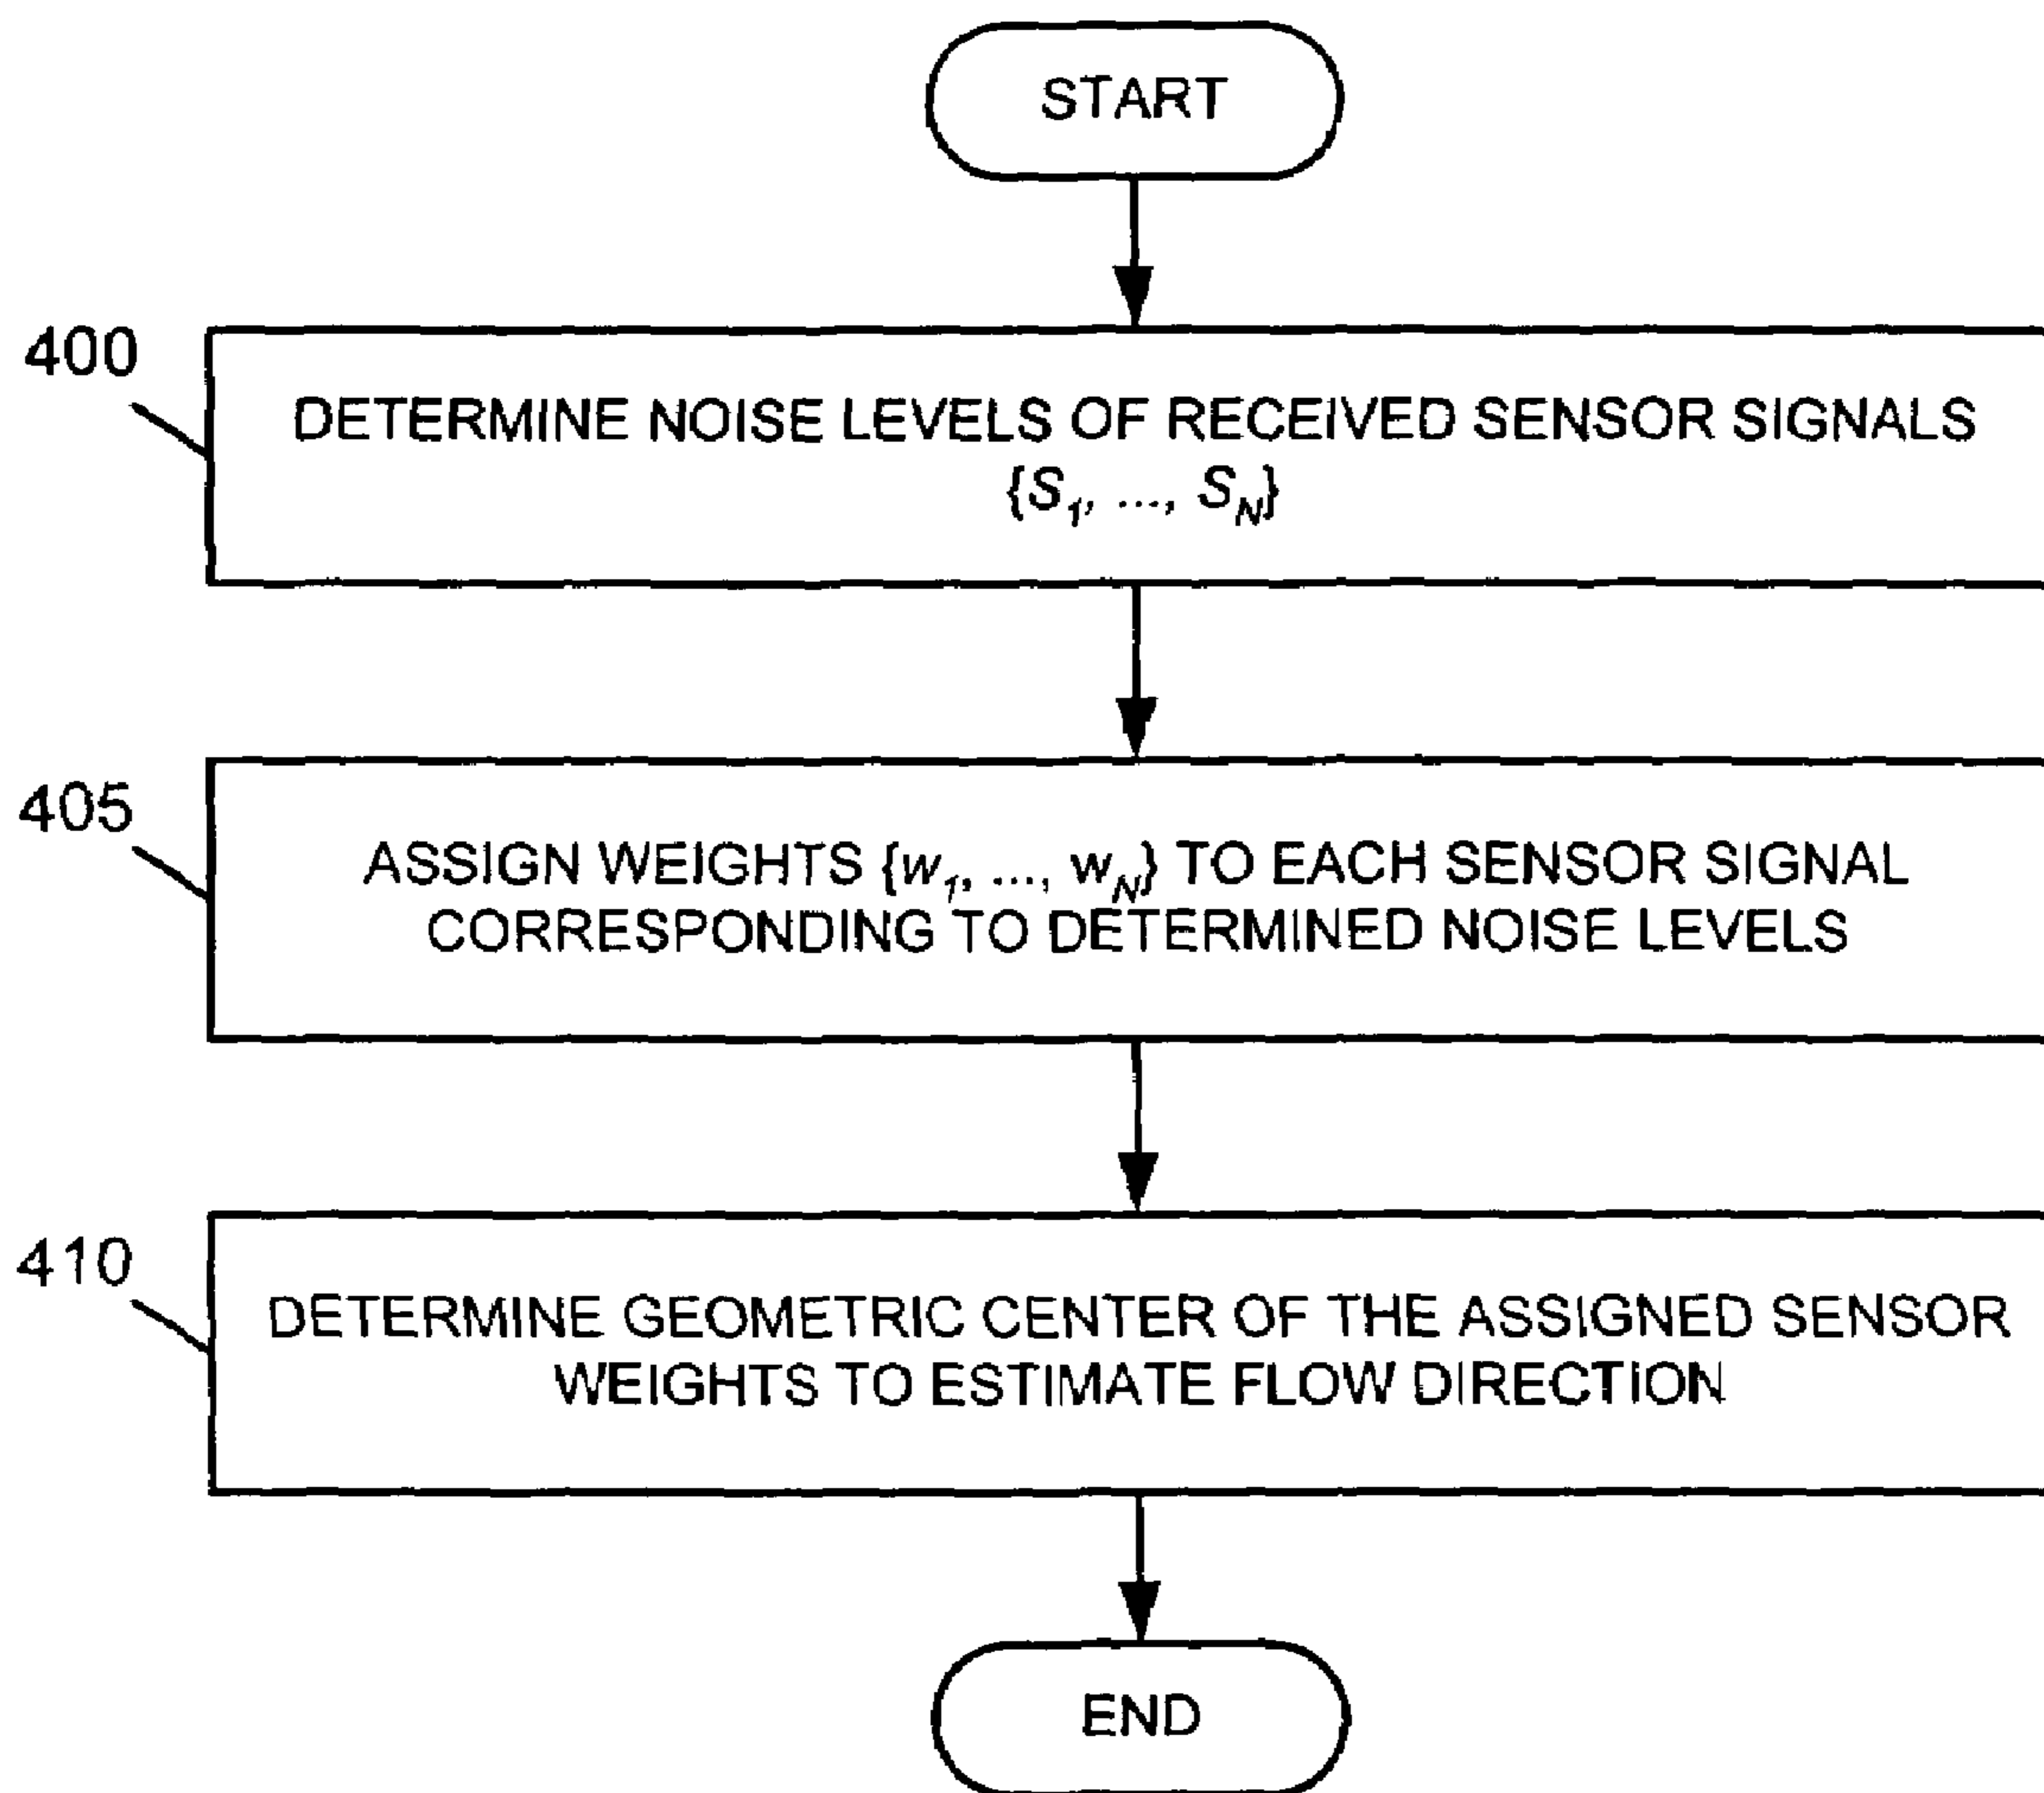 START
400
DETERMINE NOISE LEVELS OF RECEIVED SENSOR SIGNALS
{S1, ..., SN}
405
ASSIGN WEIGHTS {w1, ..., wN} TO EACH SENSOR SIGNAL
CORRESPONDING TO DETERMINED NOISE LEVELS
410
DETERMINE GEOMETRIC CENTER OF THE ASSIGNED SENSOR
WEIGHTS TO ESTIMATE FLOW DIRECTION
END